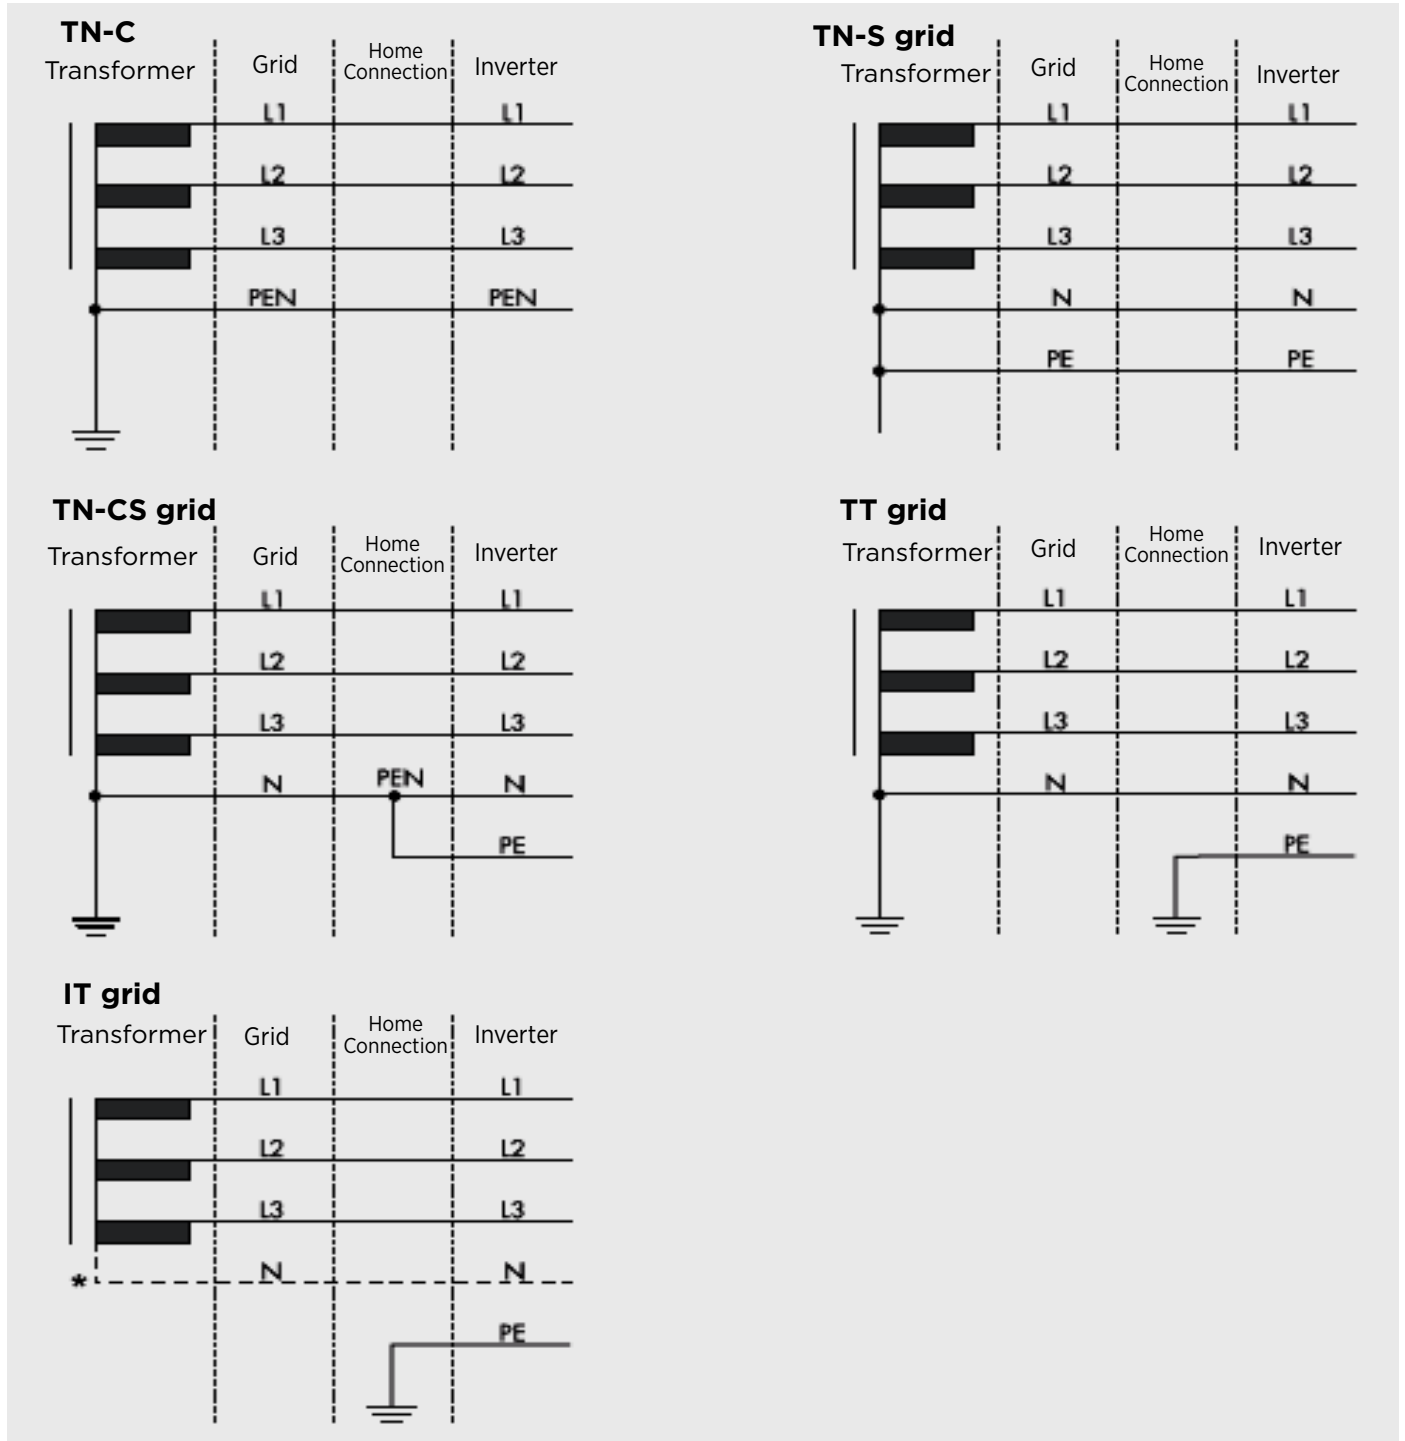 TN-C
Transformer
Grid
Home
Connection
Inverter
L1
L1
L2
L2
L3
L3
PEN
PEN
TN-S grid
Transformer
Grid
Home
Connection
Inverter
L1
L1
L2
L2
L3
L3
N
N
PE
PE
TN-CS grid
Transformer
Grid
Home
Connection
Inverter
L1
L1
L2
L2
L3
L3
N
PEN
N
PE
TT grid
Transformer
Grid
Home
Connection
Inverter
L1
L1
L2
L2
L3
L3
N
N
PE
IT grid
Transformer
Grid
Home
Connection
Inverter
L1
L1
L2
L2
L3
L3
*
N
N
PE